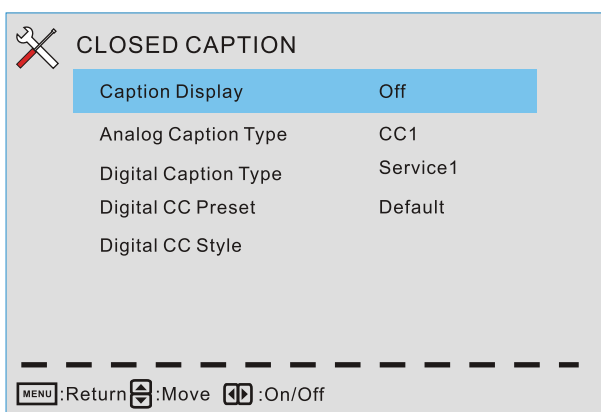 CLOSED CAPTION
Caption Display Off
Analog Caption Type CC1
Digital Caption Type Service1
Digital CC Preset Default
Digital CC Style
MENU :Return :Move :On/Off